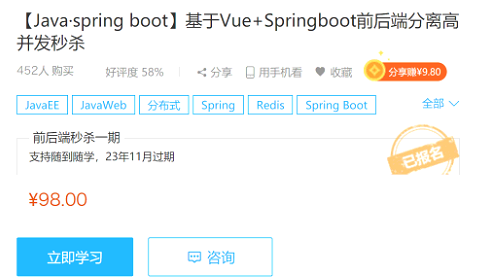 【Java·spring boot】基于Vue+Springboot前后端分离高
并发秒杀
452人 购买 好评度 58% 分享 用手机看 收藏 分享赚¥9.80
JavaEE JavaWeb 分布式 Spring Redis Spring Boot 全部
前后端秒杀一期
支持随到随学，23年11月过期
已报名
¥98.00
立即学习 咨询